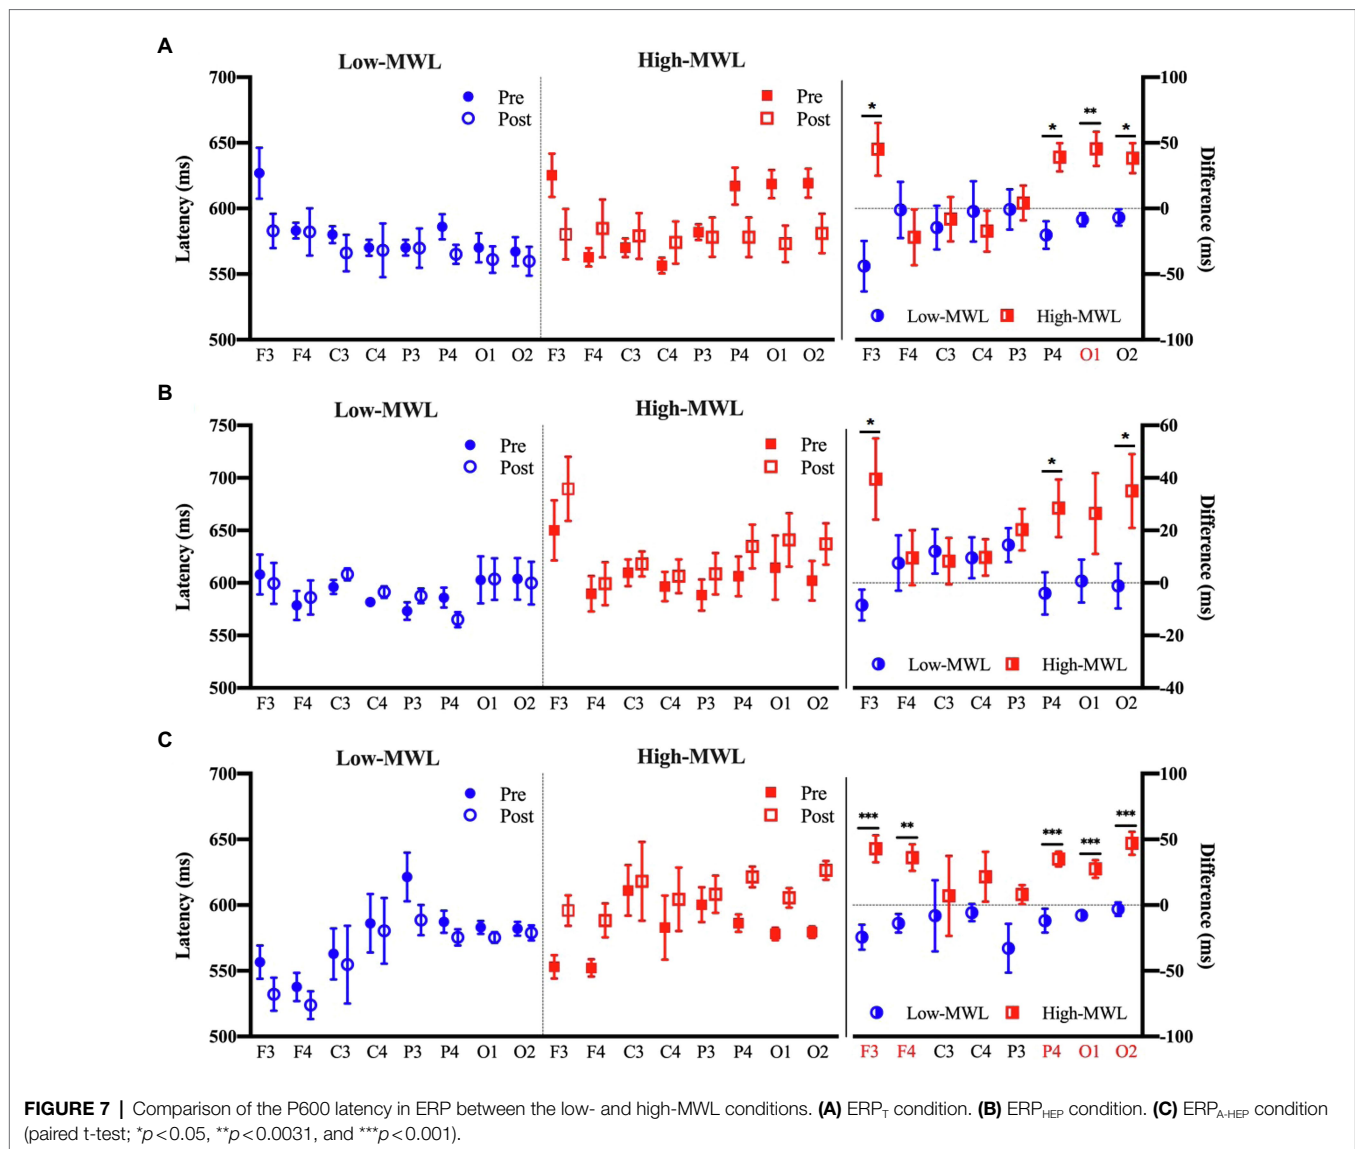 A
Low-MWL
High-MWL
700
650
600
550
500
Latency (ms)
Pre
Post
Pre
Post
*
*
**
*
100
50
0
-50
-100
Difference (ms)
Low-MWL
High-MWL
F3 F4 C3 C4 P3 P4 O1 O2
F3 F4 C3 C4 P3 P4 O1 O2
F3 F4 C3 C4 P3 P4 O1 O2
B
Low-MWL
High-MWL
750
700
650
600
550
500
Latency (ms)
Pre
Post
Pre
Post
*
*
*
60
40
20
0
-20
-40
Difference (ms)
Low-MWL
High-MWL
F3 F4 C3 C4 P3 P4 O1 O2
F3 F4 C3 C4 P3 P4 O1 O2
F3 F4 C3 C4 P3 P4 O1 O2
C
Low-MWL
High-MWL
700
650
600
550
500
Latency (ms)
Pre
Post
Pre
Post
***
**
***
***
***
100
50
0
-50
-100
Difference (ms)
Low-MWL
High-MWL
F3 F4 C3 C4 P3 P4 O1 O2
F3 F4 C3 C4 P3 P4 O1 O2
F3 F4 C3 C4 P3 P4 O1 O2
FIGURE 7 | Comparison of the P600 latency in ERP between the low- and high-MWL conditions. (A) ERP_T condition. (B) ERP_HEP condition. (C) ERP_A-HEP condition
(paired t-test; *p<0.05, **p<0.0031, and ***p<0.001).